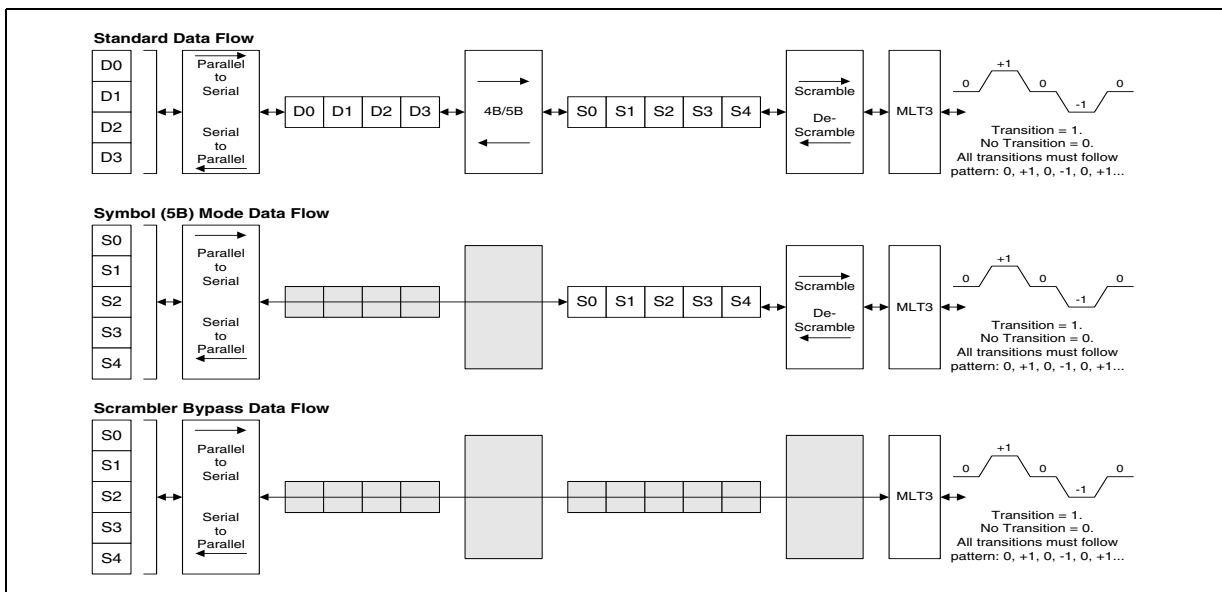 Standard Data Flow
D0
D1
D2
D3
Parallel
to
Serial
Serial
to
Parallel
D0 D1 D2 D3
4B/5B
S0 S1 S2 S3 S4
Scramble
De-
Scramble
MLT3
0 +1 0 -1 0
Transition = 1.
No Transition = 0.
All transitions must follow
pattern: 0, +1, 0, -1, 0, +1...
Symbol (5B) Mode Data Flow
S0
S1
S2
S3
S4
Parallel
to
Serial
Serial
to
Parallel
S0 S1 S2 S3 S4
Scramble
De-
Scramble
MLT3
0 +1 0 -1 0
Transition = 1.
No Transition = 0.
All transitions must follow
pattern: 0, +1, 0, -1, 0, +1...
Scrambler Bypass Data Flow
S0
S1
S2
S3
S4
Parallel
to
Serial
Serial
to
Parallel
MLT3
0 +1 0 -1 0
Transition = 1.
No Transition = 0.
All transitions must follow
pattern: 0, +1, 0, -1, 0, +1...